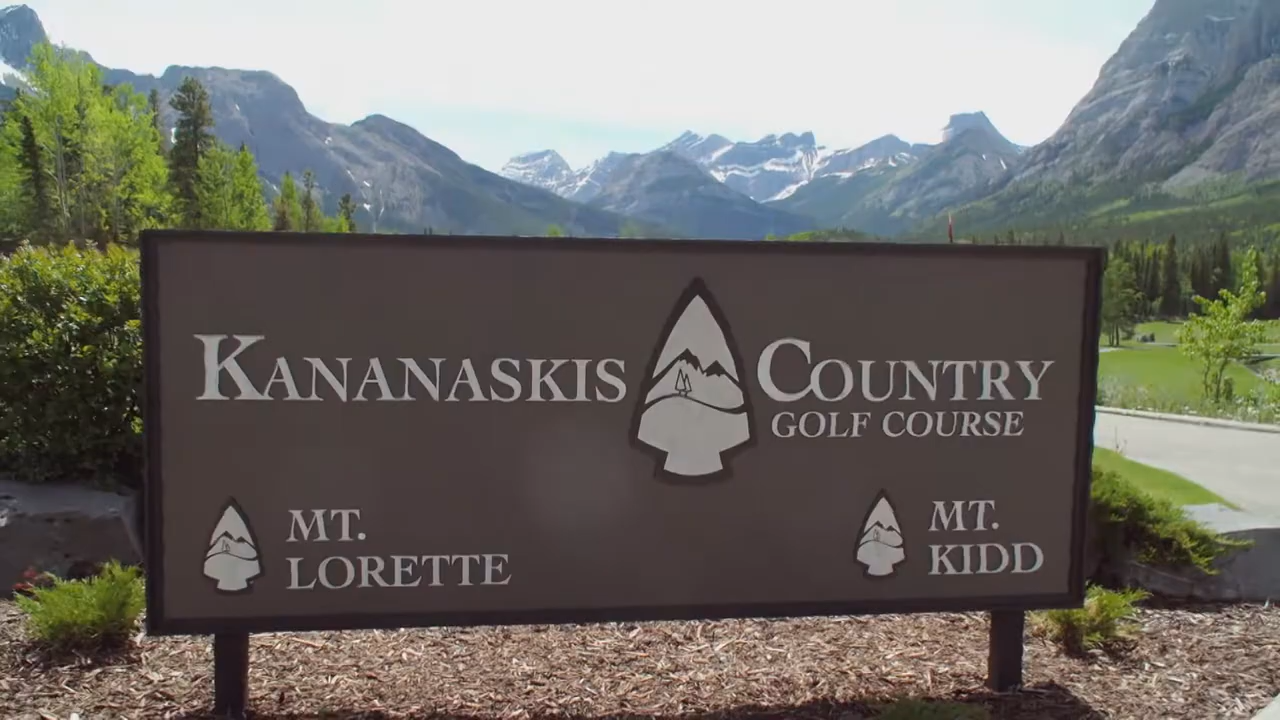 KANANASKIS COUNTRY
GOLF COURSE
MT.
LORETTE
MT.
KIDD